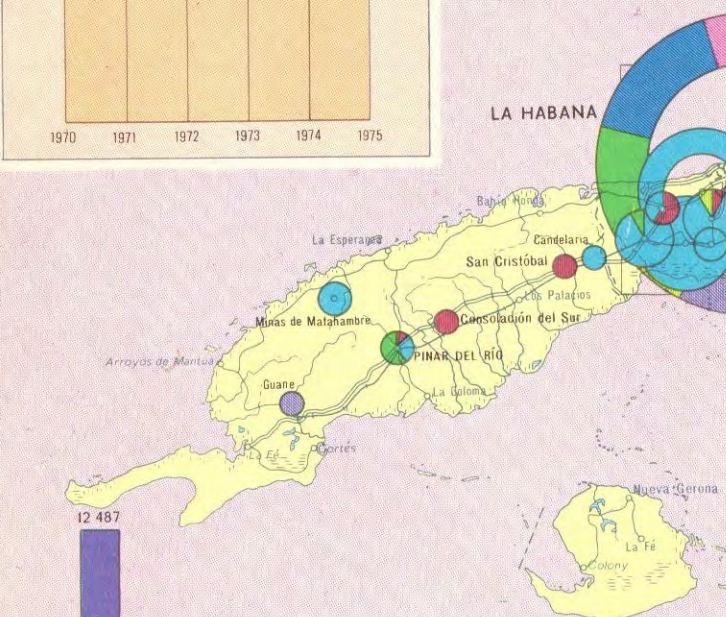 1970 1971 1972 1973 1974 1975
LA HABANA
Bahía Honda
La Esperanza
Candelaria
San Cristóbal
Los Palacios
Minas de Matahambre
Consolación del Sur
Arroyos de Mantua
PINAR DEL RÍO
Guane
La Coloma
La Fé
Cortés
Nueva Gerona
12 487
La Fé
Colony